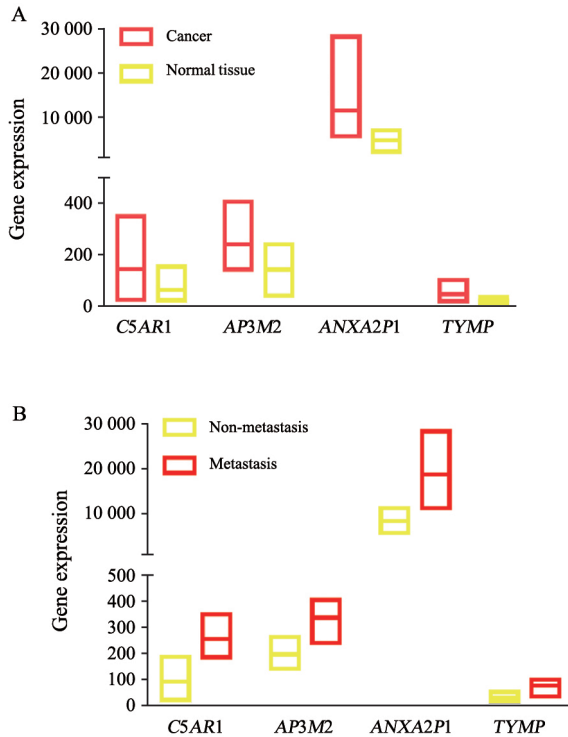 A
30 000
Cancer
20 000
Normal tissue
10 000
Gene expression
400
200
0
C5AR1 AP3M2 ANXA2P1 TYMP
B
30 000
Non-metastasis
20 000
Metastasis
10 000
Gene expression
500
400
300
200
100
0
C5AR1 AP3M2 ANXA2P1 TYMP